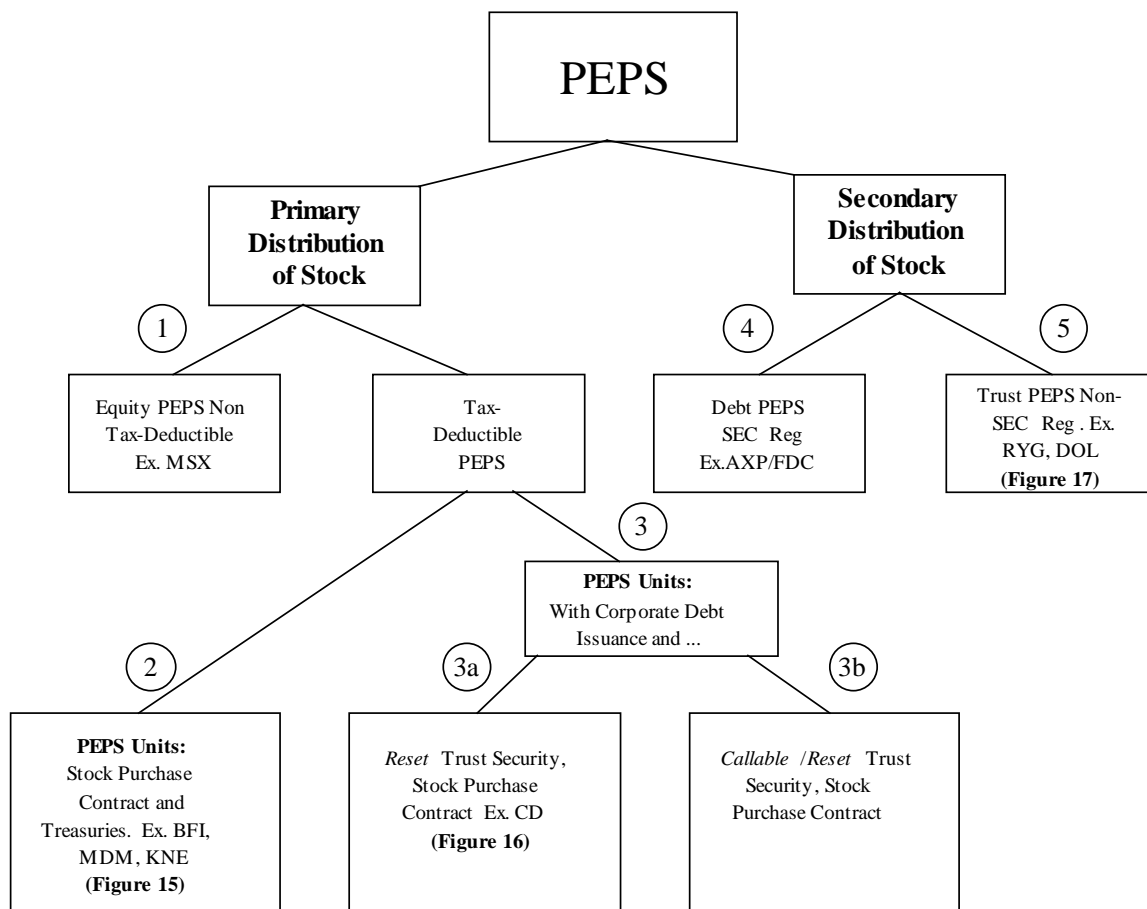 PEPS
Primary
Distribution
of Stock
Secondary
Distribution
of Stock
1
4
5
Equity PEPS Non
Tax-Deductible
Ex. MSX
Tax-
Deductible
PEPS
Debt PEPS
SEC Reg
Ex.AXP/FDC
Trust PEPS Non-
SEC Reg . Ex.
RYG, DOL
(Figure 17)
3
PEPS Units:
With Corporate Debt
Issuance and ...
2
3a
3b
PEPS Units:
Stock Purchase
Contract and
Treasuries. Ex. BFI,
MDM, KNE
(Figure 15)
Reset Trust Security,
Stock Purchase
Contract Ex. CD
(Figure 16)
Callable /Reset Trust
Security, Stock
Purchase Contract